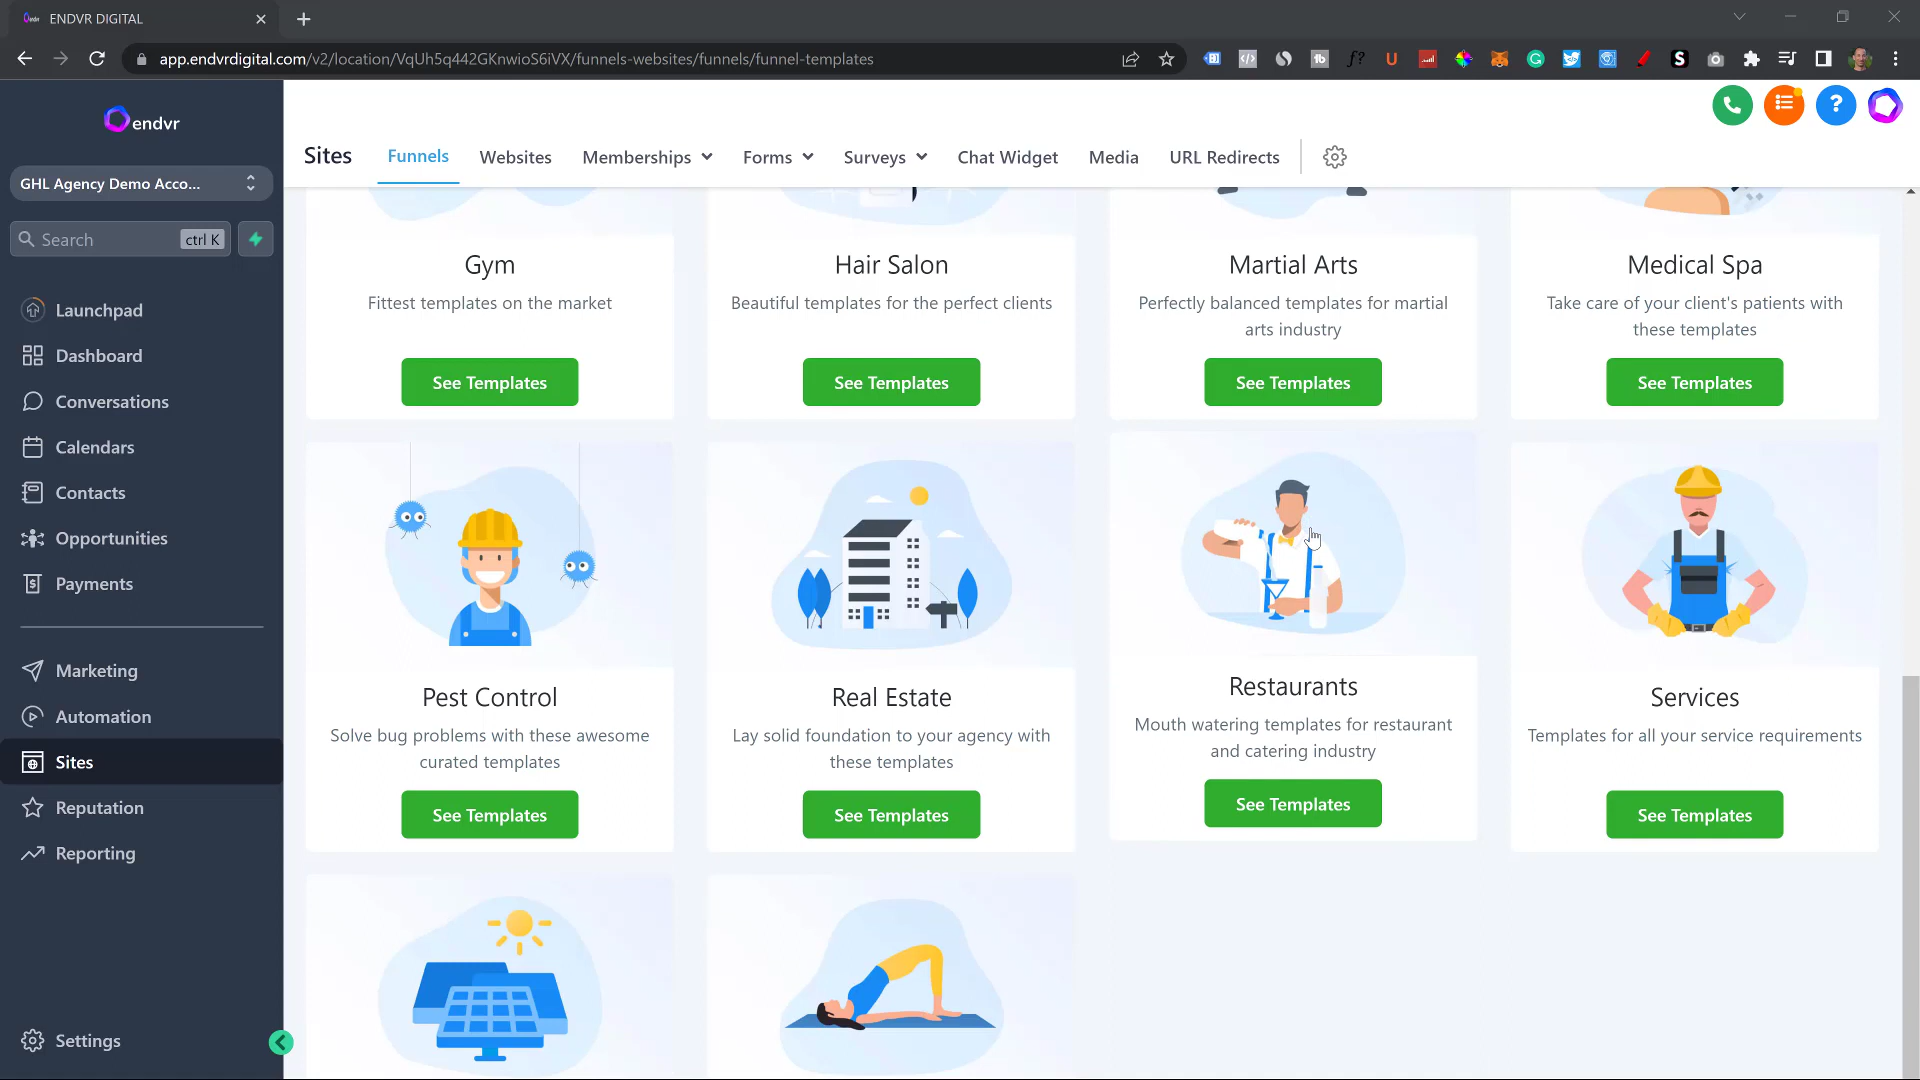 ENDVR DIGITAL
app.endvrdigital.com/v2/location/VqUh5q442GKnwioS6iVX/funnels-websites/funnels/funnel-templates
endvr
GHL Agency Demo Acco...
Search ctrl K
Launchpad
Dashboard
Conversations
Calendars
Contacts
Opportunities
Payments
Marketing
Automation
Sites
Reputation
Reporting
Settings
Sites Funnels Websites Memberships Forms Surveys Chat Widget Media URL Redirects
Gym
Fittest templates on the market
See Templates
Hair Salon
Beautiful templates for the perfect clients
See Templates
Martial Arts
Perfectly balanced templates for martial
arts industry
See Templates
Medical Spa
Take care of your client's patients with
these templates
See Templates
Pest Control
Solve bug problems with these awesome
curated templates
See Templates
Real Estate
Lay solid foundation to your agency with
these templates
See Templates
Restaurants
Mouth watering templates for restaurant
and catering industry
See Templates
Services
Templates for all your service requirements
See Templates